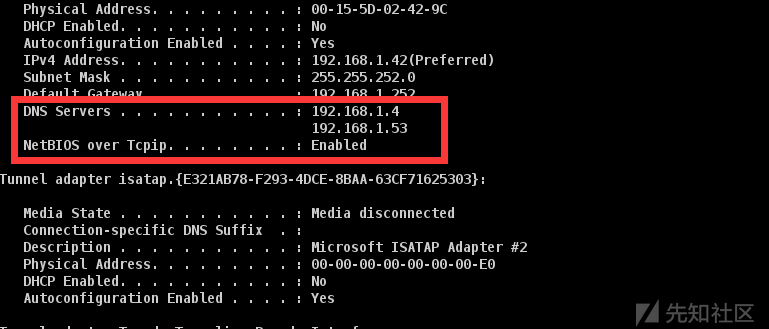 Physical Address. . . . . . . . . : 00-15-5D-02-42-9C
DHCP Enabled. . . . . . . . . . . : No
Autoconfiguration Enabled . . . . : Yes
IPv4 Address. . . . . . . . . . . : 192.168.1.42(Preferred)
Subnet Mask . . . . . . . . . . . : 255.255.252.0
Default Gateway . . . . . . . . . : 192.168.1.252
DNS Servers . . . . . . . . . . . : 192.168.1.4
192.168.1.53
NetBIOS over Tcpip. . . . . . . . : Enabled
Tunnel adapter isatap.{E321AB78-F293-4DCE-8BAA-63CF71625303}:
Media State . . . . . . . . . . . : Media disconnected
Connection-specific DNS Suffix  . :
Description . . . . . . . . . . . : Microsoft ISATAP Adapter #2
Physical Address. . . . . . . . . : 00-00-00-00-00-00-00-E0
DHCP Enabled. . . . . . . . . . . : No
Autoconfiguration Enabled . . . . : Yes
先知社区